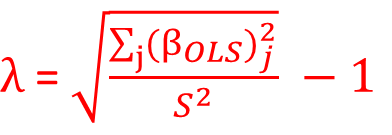 λ = √(∑j(βOLS)²j / S²) − 1